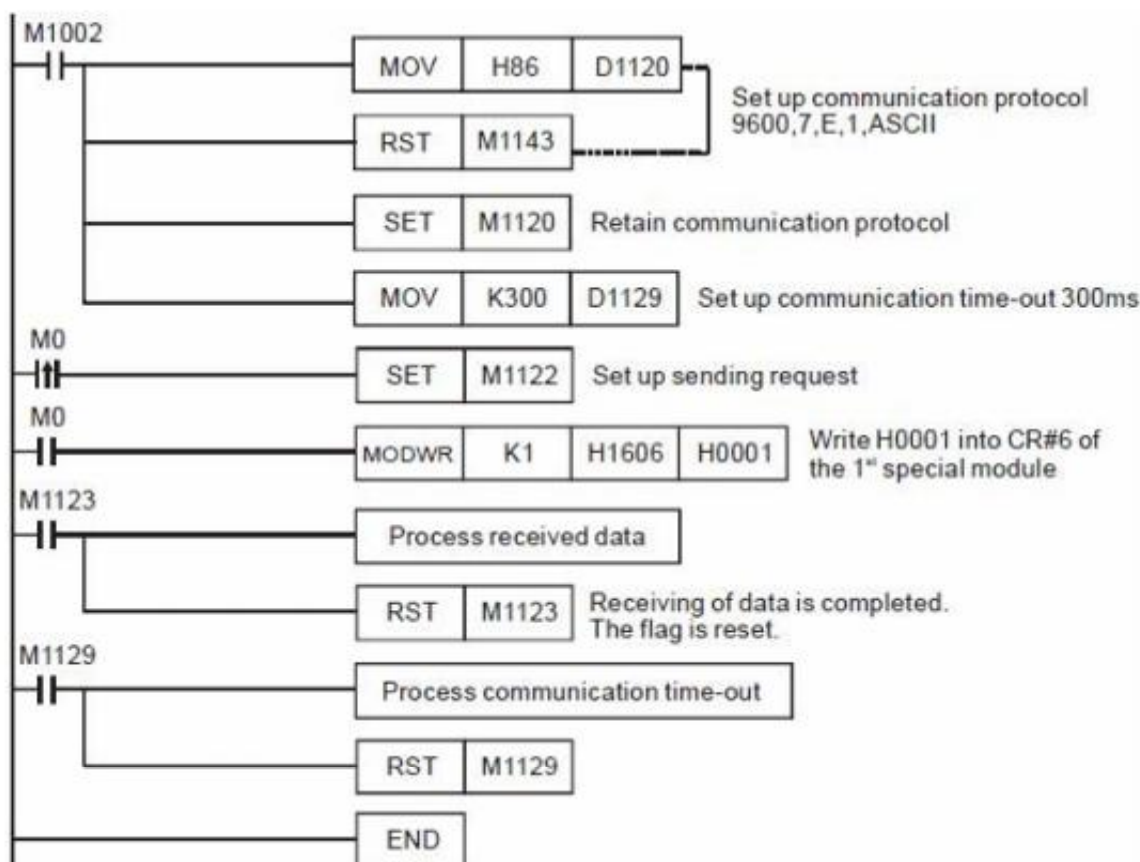 M1002
MOV H86 D1120
Set up communication protocol
9600,7,E,1,ASCII
RST M1143
SET M1120 Retain communication protocol
MOV K300 D1129 Set up communication time-out 300ms
M0
SET M1122 Set up sending request
M0
MODWR K1 H1606 H0001
Write H0001 into CR#6 of
the 1st special module
M1123
Process received data
RST M1123
Receiving of data is completed.
The flag is reset.
M1129
Process communication time-out
RST M1129
END